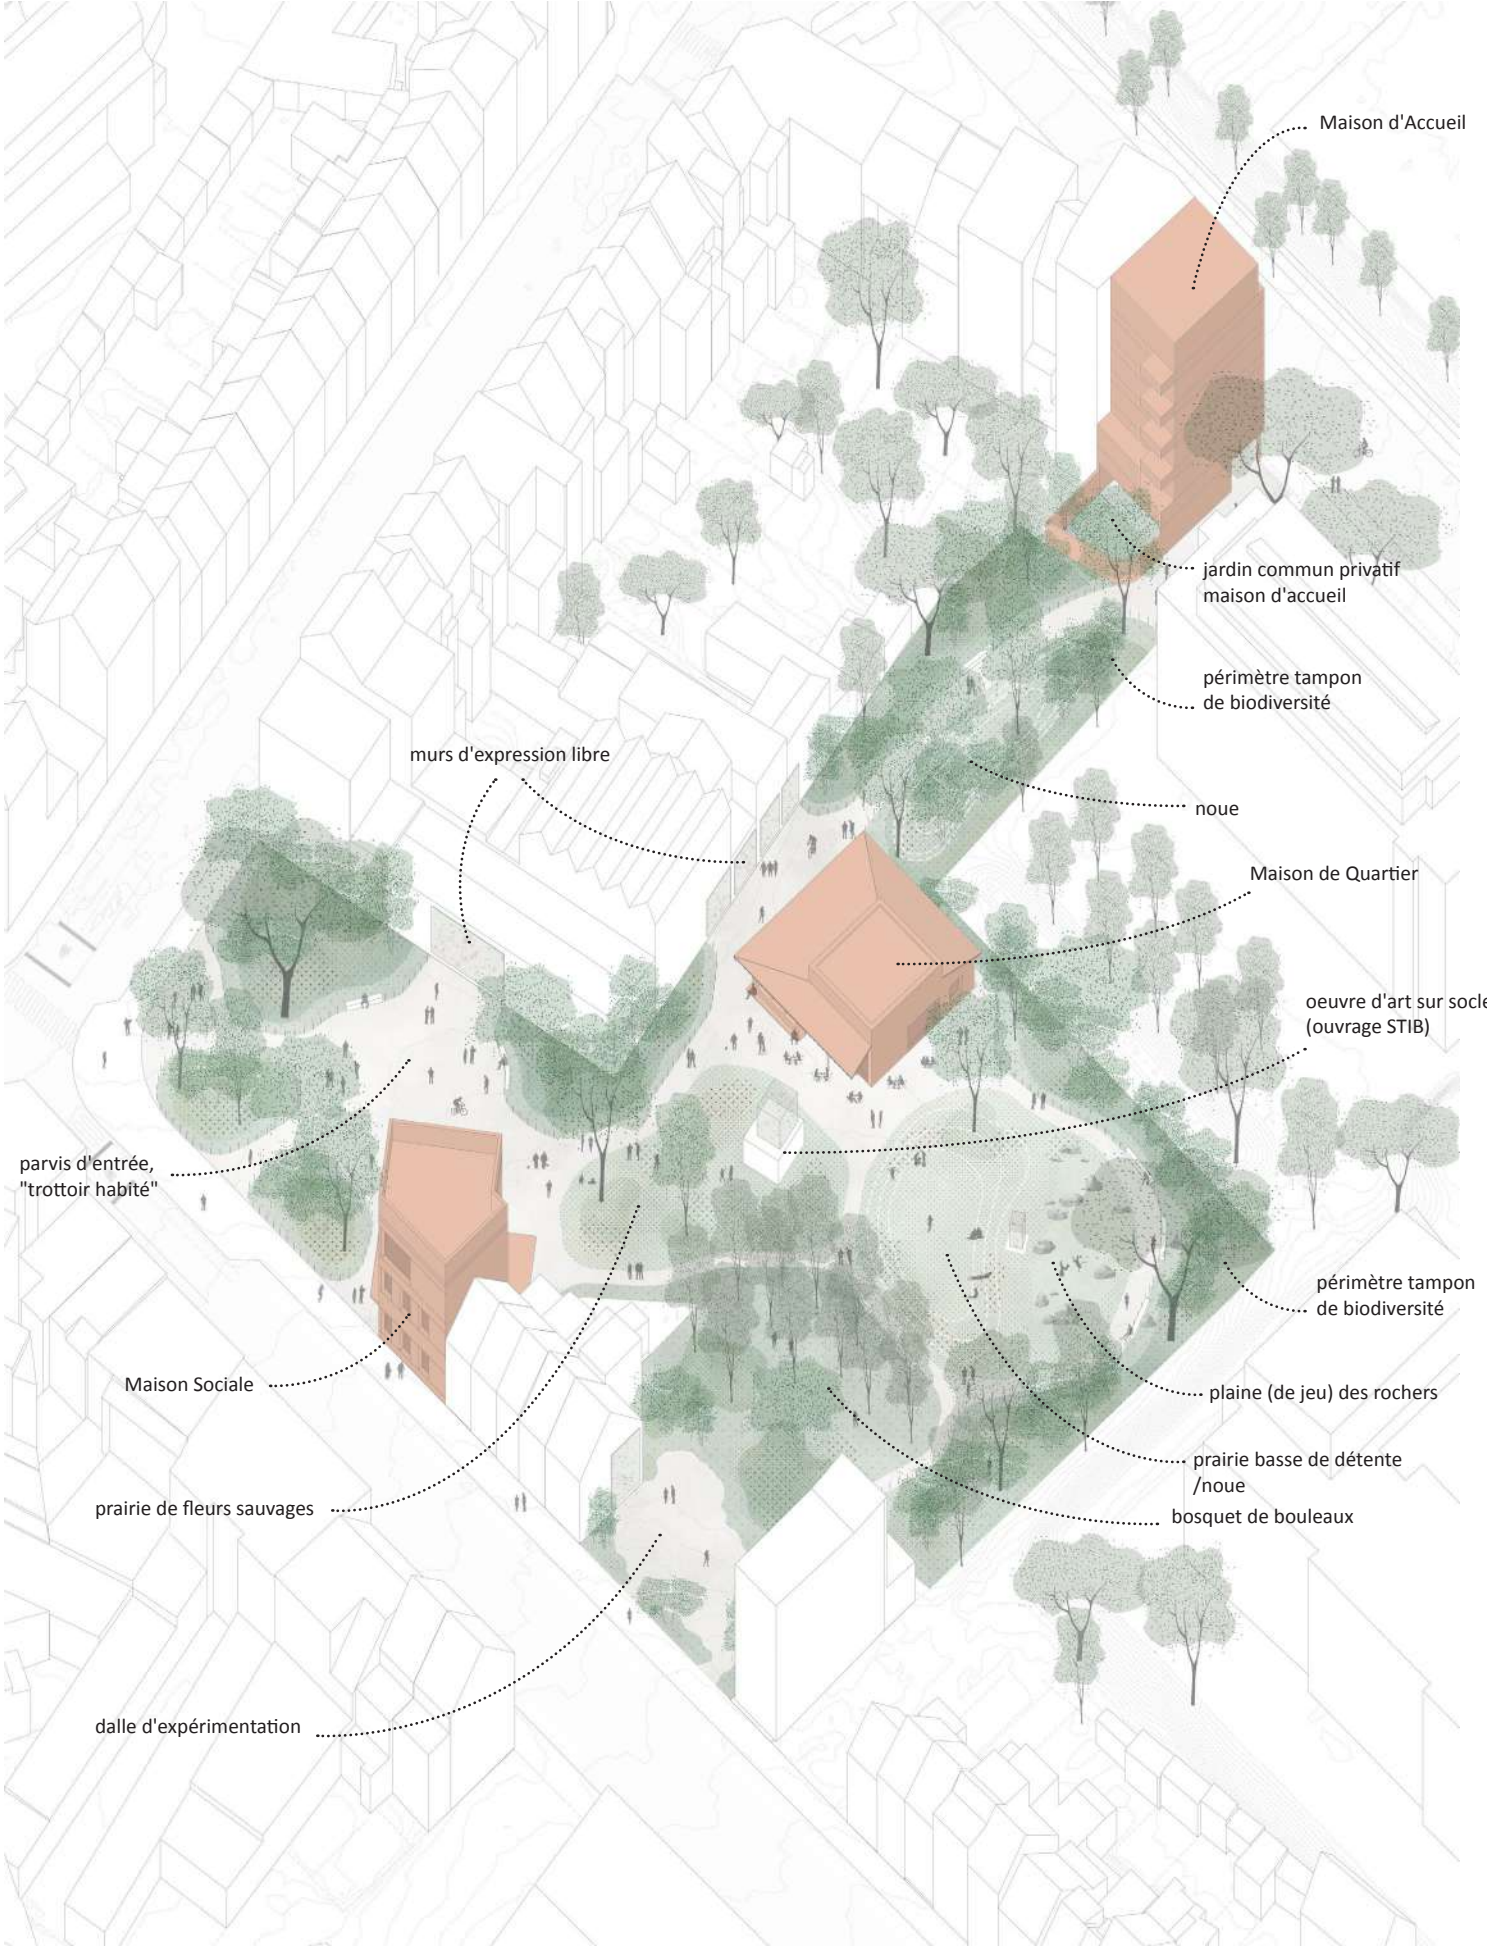 Maison d'Accueil
jardin commun privatif
maison d'accueil
périmètre tampon
de biodiversité
murs d'expression libre
noue
Maison de Quartier
oeuvre d'art sur socle
(ouvrage STIB)
parvis d'entrée,
"trottoir habité"
périmètre tampon
de biodiversité
Maison Sociale
plaine (de jeu) des rochers
prairie basse de détente
/noue
prairie de fleurs sauvages
bosquet de bouleaux
dalle d'expérimentation